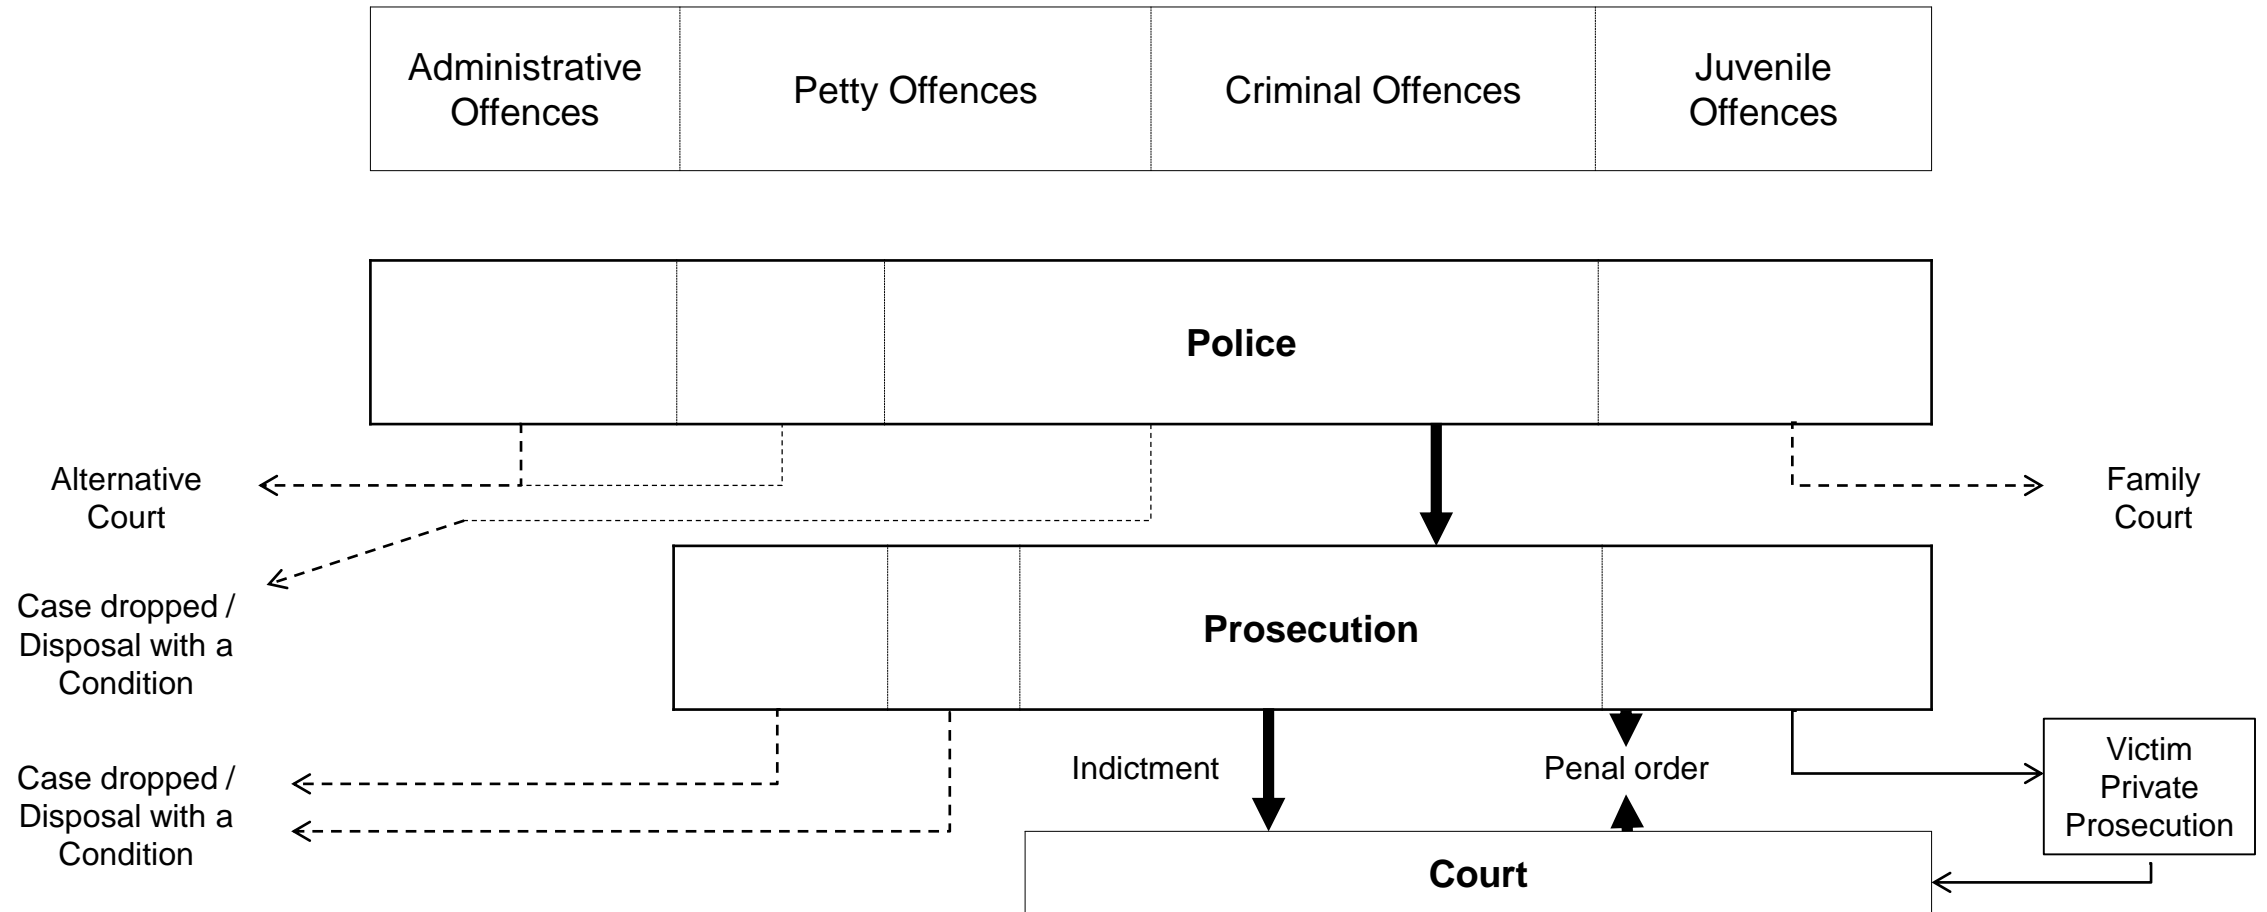 Administrative
Offences
Petty Offences
Criminal Offences
Juvenile
Offences
Police
Alternative
Court
Family
Court
Case dropped /
Disposal with a
Condition
Prosecution
Case dropped /
Disposal with a
Condition
Indictment
Penal order
Victim
Private
Prosecution
Court